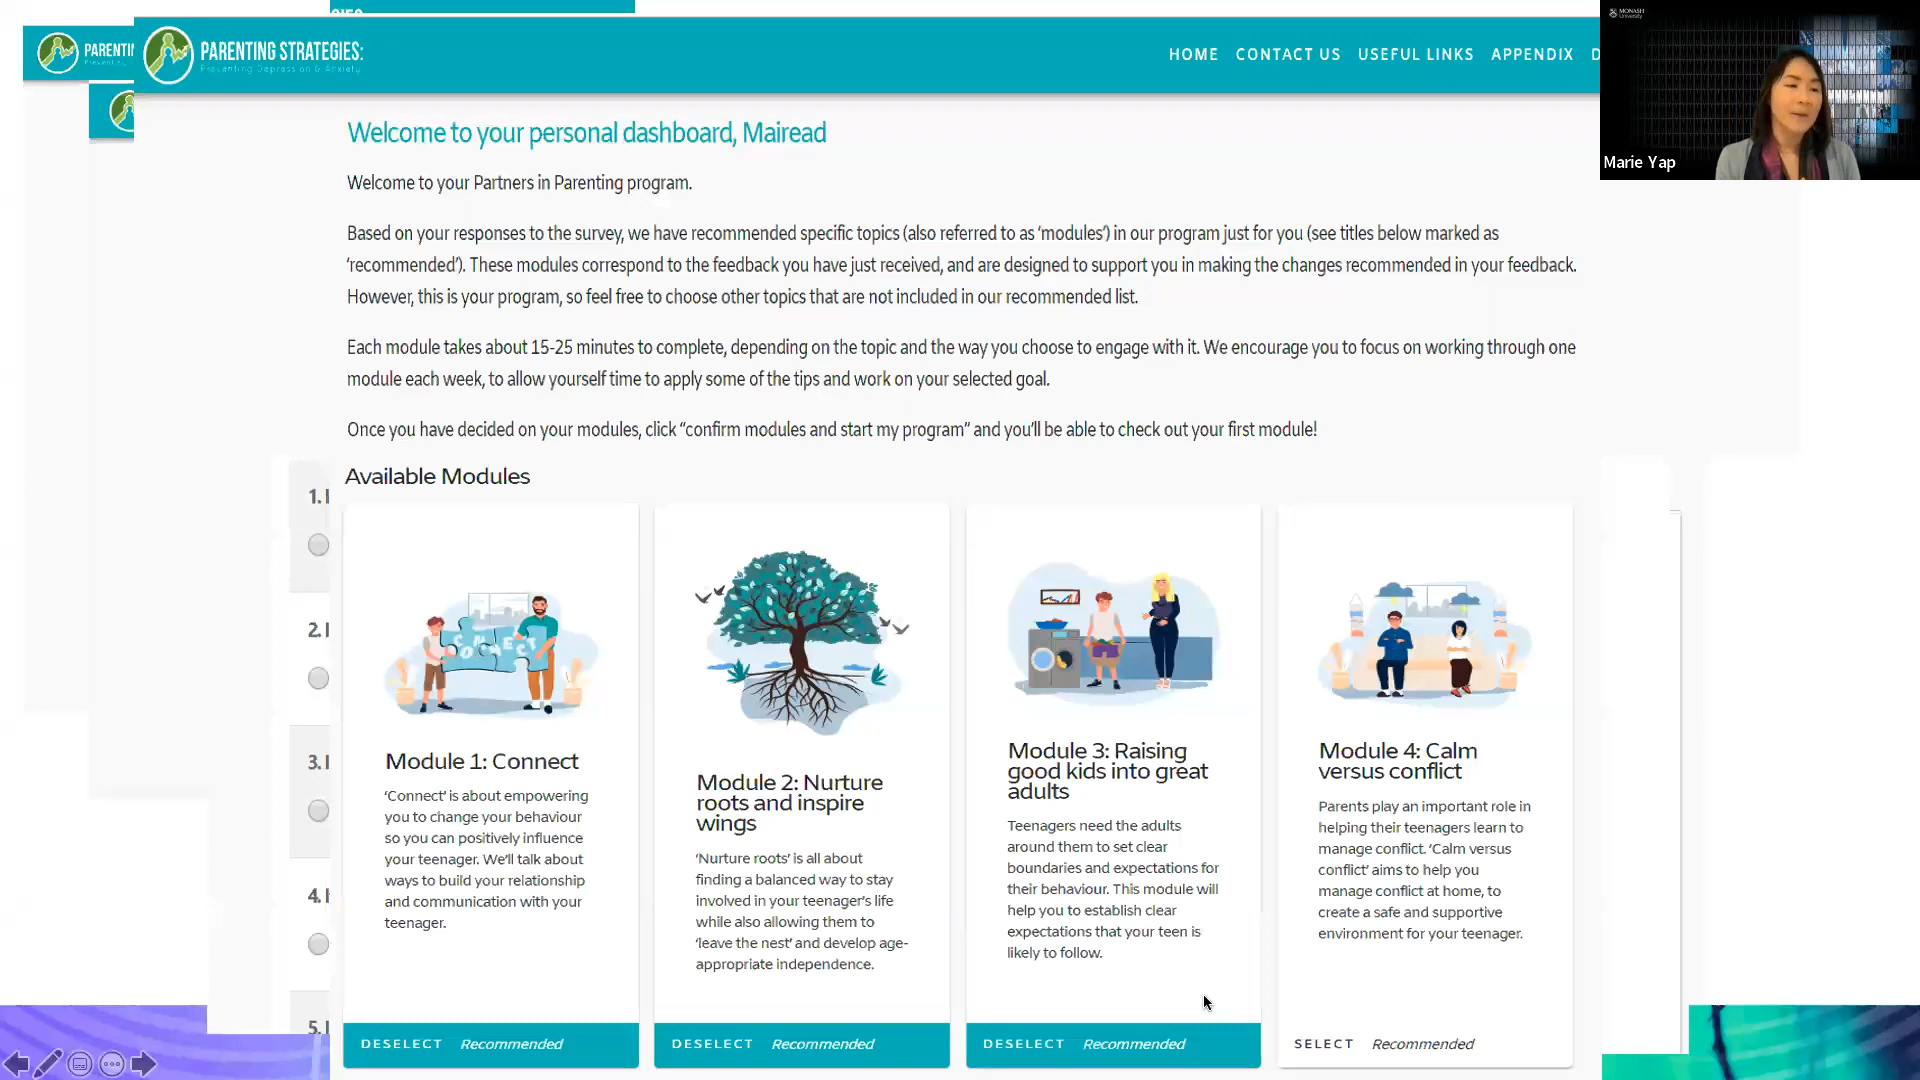 PARENTING STRATEGIES:
Preventing Depression & Anxiety
HOME CONTACT US USEFUL LINKS APPENDIX D
MONASH
University
Marie Yap
PARENTIN
Welcome to your personal dashboard, Mairead
Welcome to your Partners in Parenting program.
Based on your responses to the survey, we have recommended specific topics (also referred to as ‘modules’) in our program just for you (see titles below marked as
‘recommended’). These modules correspond to the feedback you have just received, and are designed to support you in making the changes recommended in your feedback.
However, this is your program, so feel free to choose other topics that are not included in our recommended list.
Each module takes about 15-25 minutes to complete, depending on the topic and the way you choose to engage with it. We encourage you to focus on working through one
module each week, to allow yourself time to apply some of the tips and work on your selected goal.
Once you have decided on your modules, click “confirm modules and start my program” and you’ll be able to check out your first module!
Available Modules
1. I
2. I
3. I
4. I
5. I
CONNECT
Module 1: Connect
‘Connect’ is about empowering
you to change your behaviour
so you can positively influence
your teenager. We’ll talk about
ways to build your relationship
and communication with your
teenager.
DESELECT Recommended
Module 2: Nurture
roots and inspire
wings
‘Nurture roots’ is all about
finding a balanced way to stay
involved in your teenager’s life
while also allowing them to
‘leave the nest’ and develop age-
appropriate independence.
DESELECT Recommended
Module 3: Raising
good kids into great
adults
Teenagers need the adults
around them to set clear
boundaries and expectations for
their behaviour. This module will
help you to establish clear
expectations that your teen is
likely to follow.
DESELECT Recommended
Module 4: Calm
versus conflict
Parents play an important role in
helping their teenagers learn to
manage conflict. ‘Calm versus
conflict’ aims to help you
manage conflict at home, to
create a safe and supportive
environment for your teenager.
SELECT Recommended